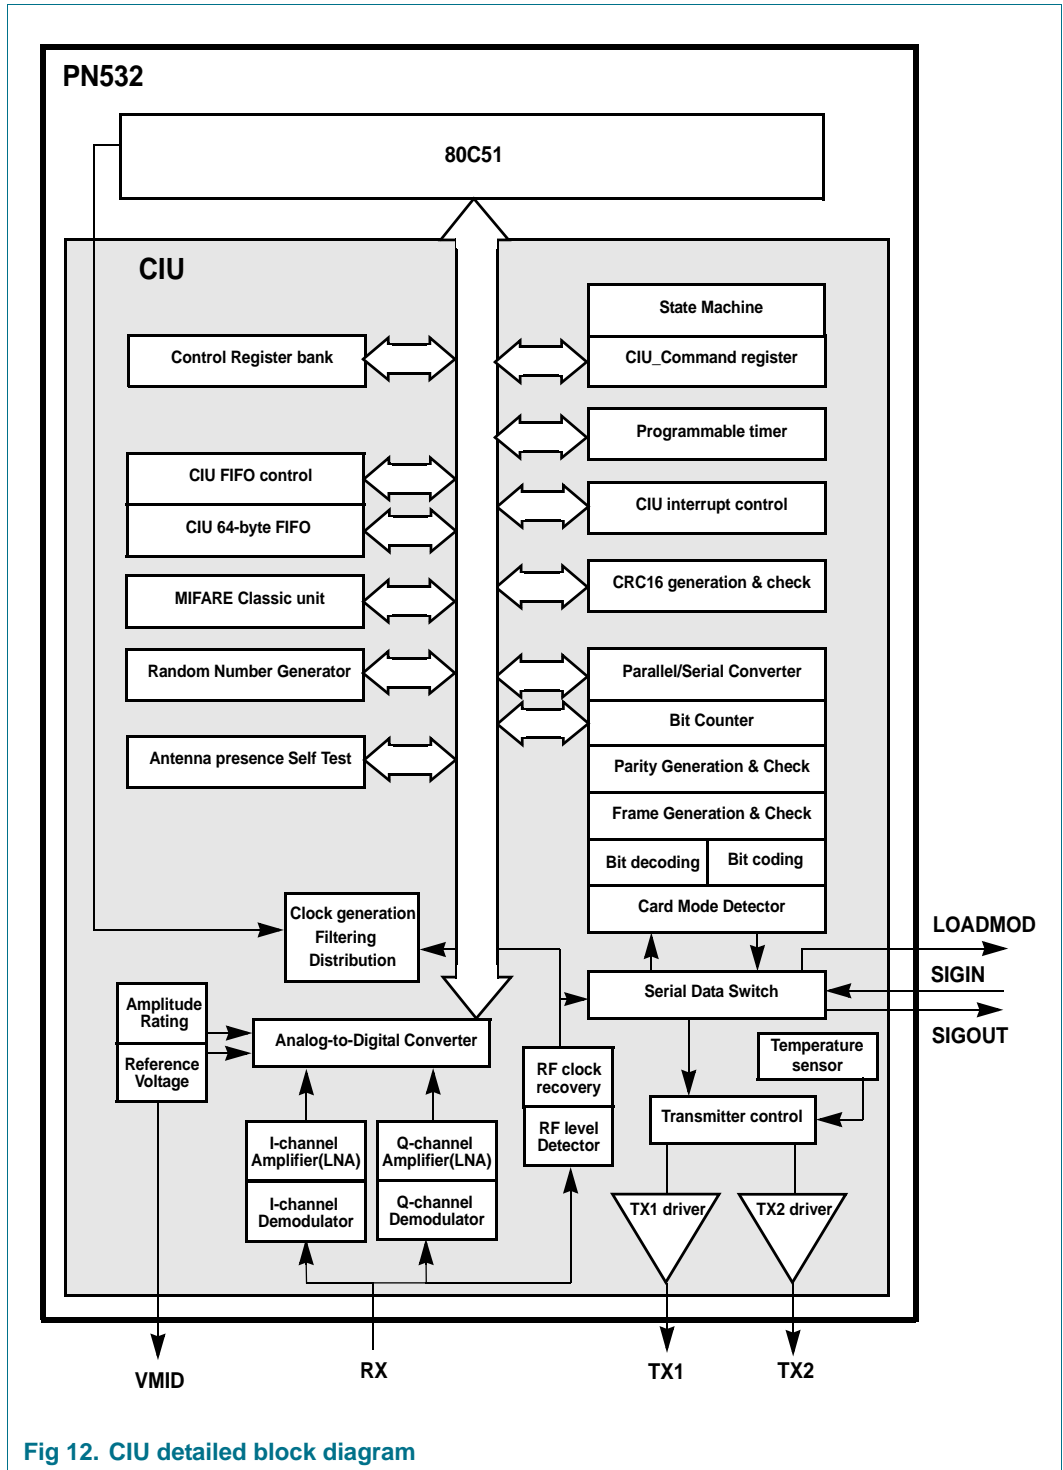 PN532
80C51
CIU
State Machine
Control Register bank
CIU_Command register
Programmable timer
CIU FIFO control
CIU interrupt control
CIU 64-byte FIFO
CRC16 generation & check
MIFARE Classic unit
Random Number Generator
Parallel/Serial Converter
Bit Counter
Antenna presence Self Test
Parity Generation & Check
Frame Generation & Check
Bit decoding
Bit coding
Card Mode Detector
Clock generation
Filtering
Distribution
LOADMOD
SIGIN
SIGOUT
Serial Data Switch
Amplitude
Rating
Reference
Voltage
Analog-to-Digital Converter
RF clock
recovery
RF level
Detector
Temperature
sensor
Transmitter control
I-channel
Amplifier(LNA)
I-channel
Demodulator
Q-channel
Amplifier(LNA)
Q-channel
Demodulator
TX1 driver
TX2 driver
VMID
RX
TX1
TX2
Fig 12. CIU detailed block diagram